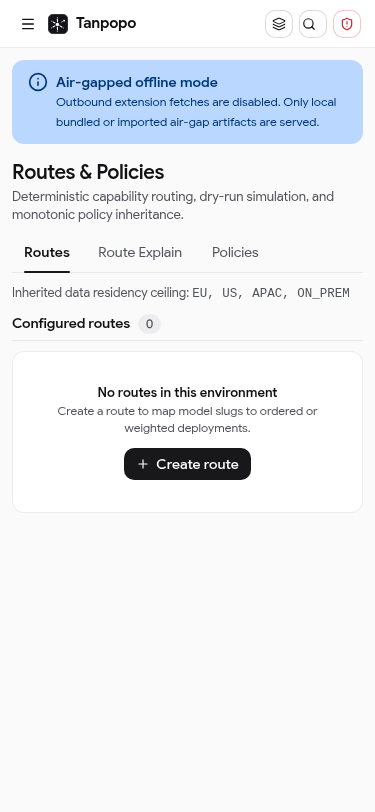 Tanpopo
Air-gapped offline mode
Outbound extension fetches are disabled. Only local
bundled or imported air-gap artifacts are served.
Routes & Policies
Deterministic capability routing, dry-run simulation, and
monotonic policy inheritance.
Routes Route Explain Policies
Inherited data residency ceiling: EU, US, APAC, ON_PREM
Configured routes 0
No routes in this environment
Create a route to map model slugs to ordered or
weighted deployments.
+ Create route